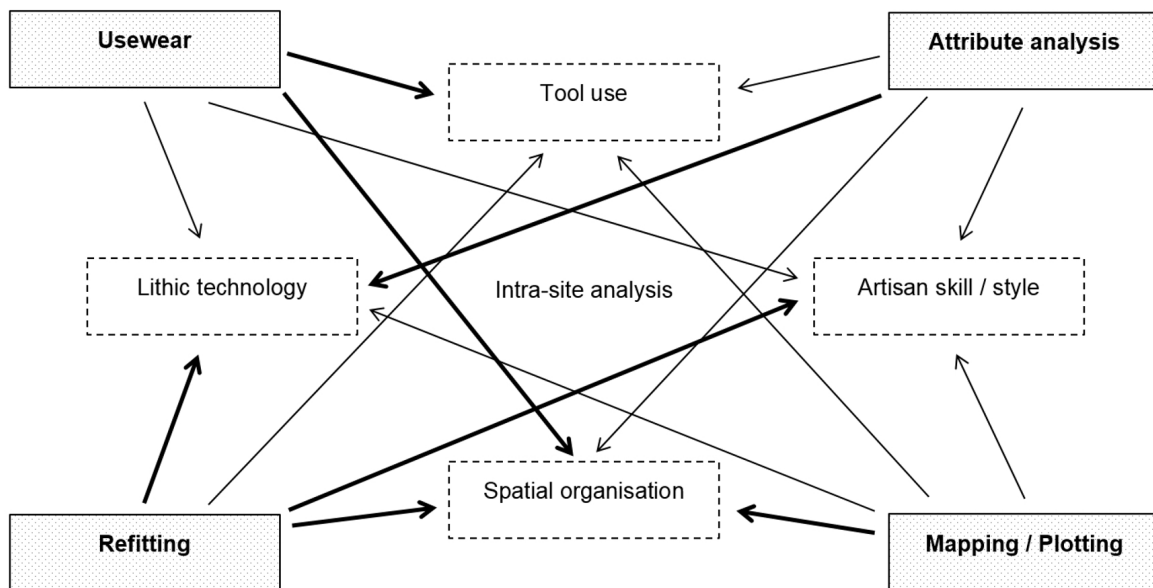 Usewear
Attribute analysis
Tool use
Lithic technology
Intra-site analysis
Artisan skill / style
Spatial organisation
Refitting
Mapping / Plotting